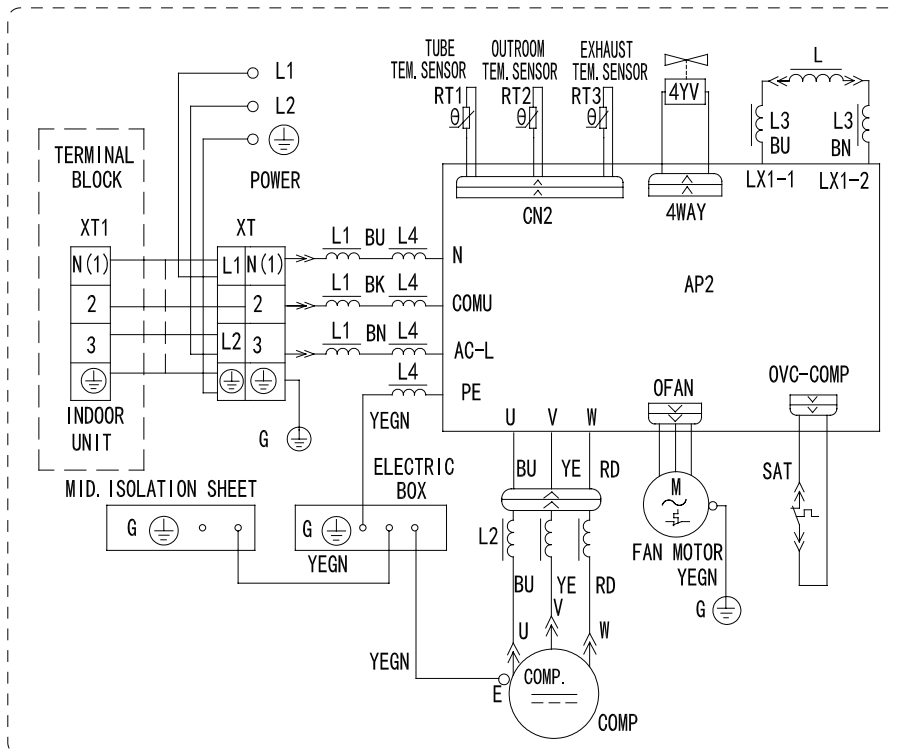 TUBE
TEM. SENSOR
OUTROOM
TEM. SENSOR
EXHAUST
TEM. SENSOR
RT1
RT2
RT3
θ
θ
θ
4YV
L
L3
BU
L3
BN
LX1-1
LX1-2
CN2
4WAY
AP2
L1
L2
POWER
TERMINAL
BLOCK
XT1
XT
N(1)
2
3
INDOOR
UNIT
L1
N(1)
2
L2
3
G
L1
BU
L4
N
L1
BK
L4
COMU
L1
BN
L4
AC-L
L4
PE
YEGN
U
V
W
OFAN
OVC-COMP
BU
YE
RD
M
FAN MOTOR
YEGN
G
SAT
MID. ISOLATION SHEET
G
ELECTRIC
BOX
G
YEGN
L2
BU
YE
RD
U
V
W
YEGN
E
COMP.
COMP